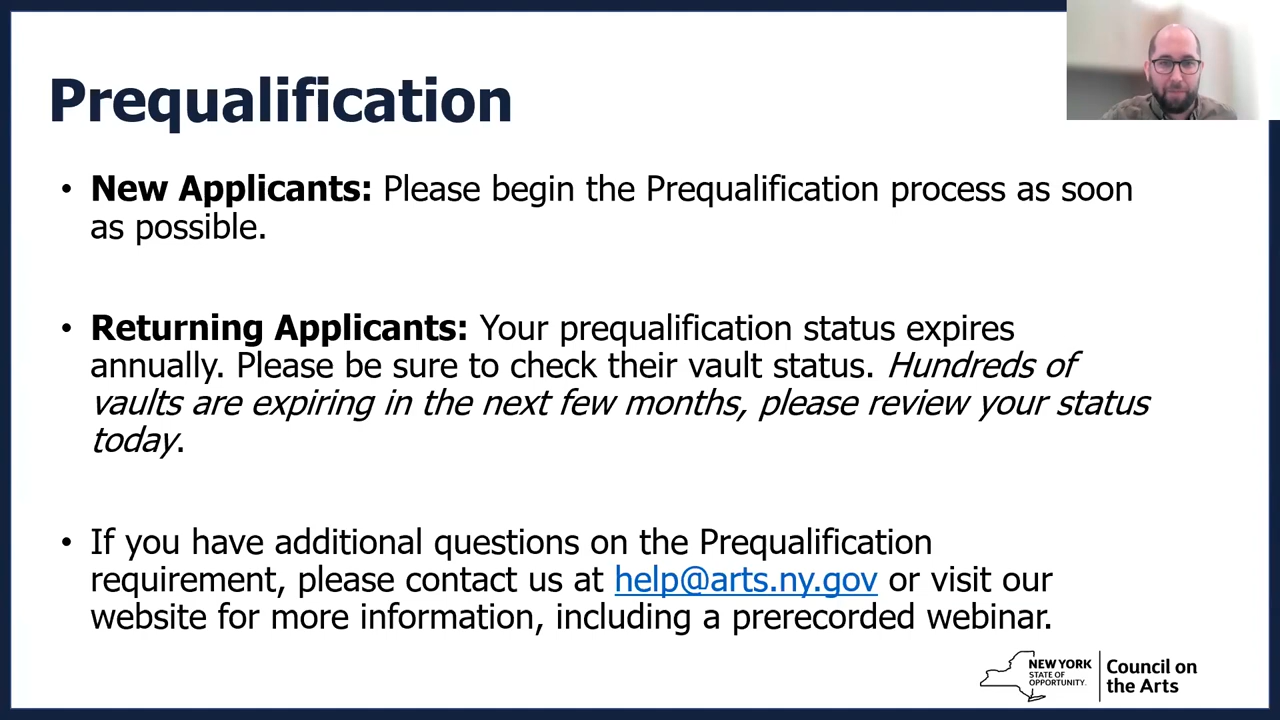 Prequalification
• New Applicants: Please begin the Prequalification process as soon
as possible.
• Returning Applicants: Your prequalification status expires
annually. Please be sure to check their vault status. Hundreds of
vaults are expiring in the next few months, please review your status
today.
• If you have additional questions on the Prequalification
requirement, please contact us at help@arts.ny.gov or visit our
website for more information, including a prerecorded webinar.
NEW YORK
STATE OF
OPPORTUNITY.
Council on
the Arts